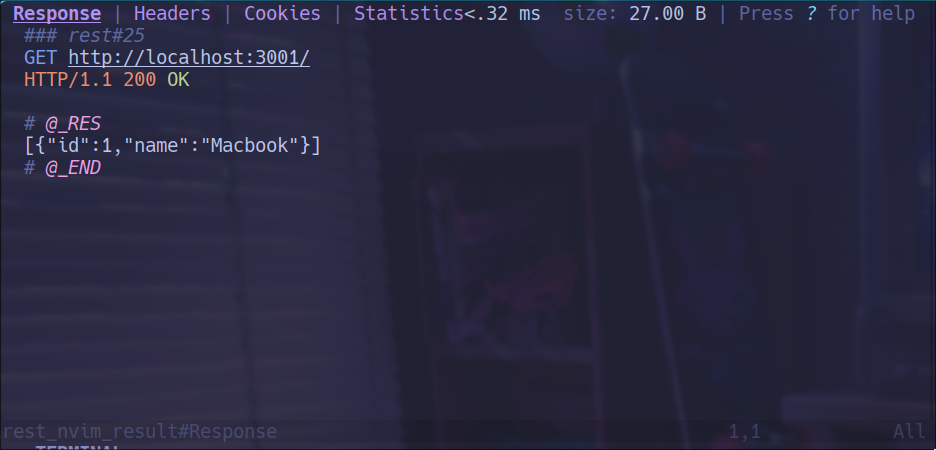 Response | Headers | Cookies | Statistics<.32 ms  size: 27.00 B | Press ? for help
### rest#25
GET http://localhost:3001/
HTTP/1.1 200 OK
# @_RES
[{"id":1,"name":"Macbook"}]
# @_END
rest_nvim_result#Response 1,1 All
TERMINAL